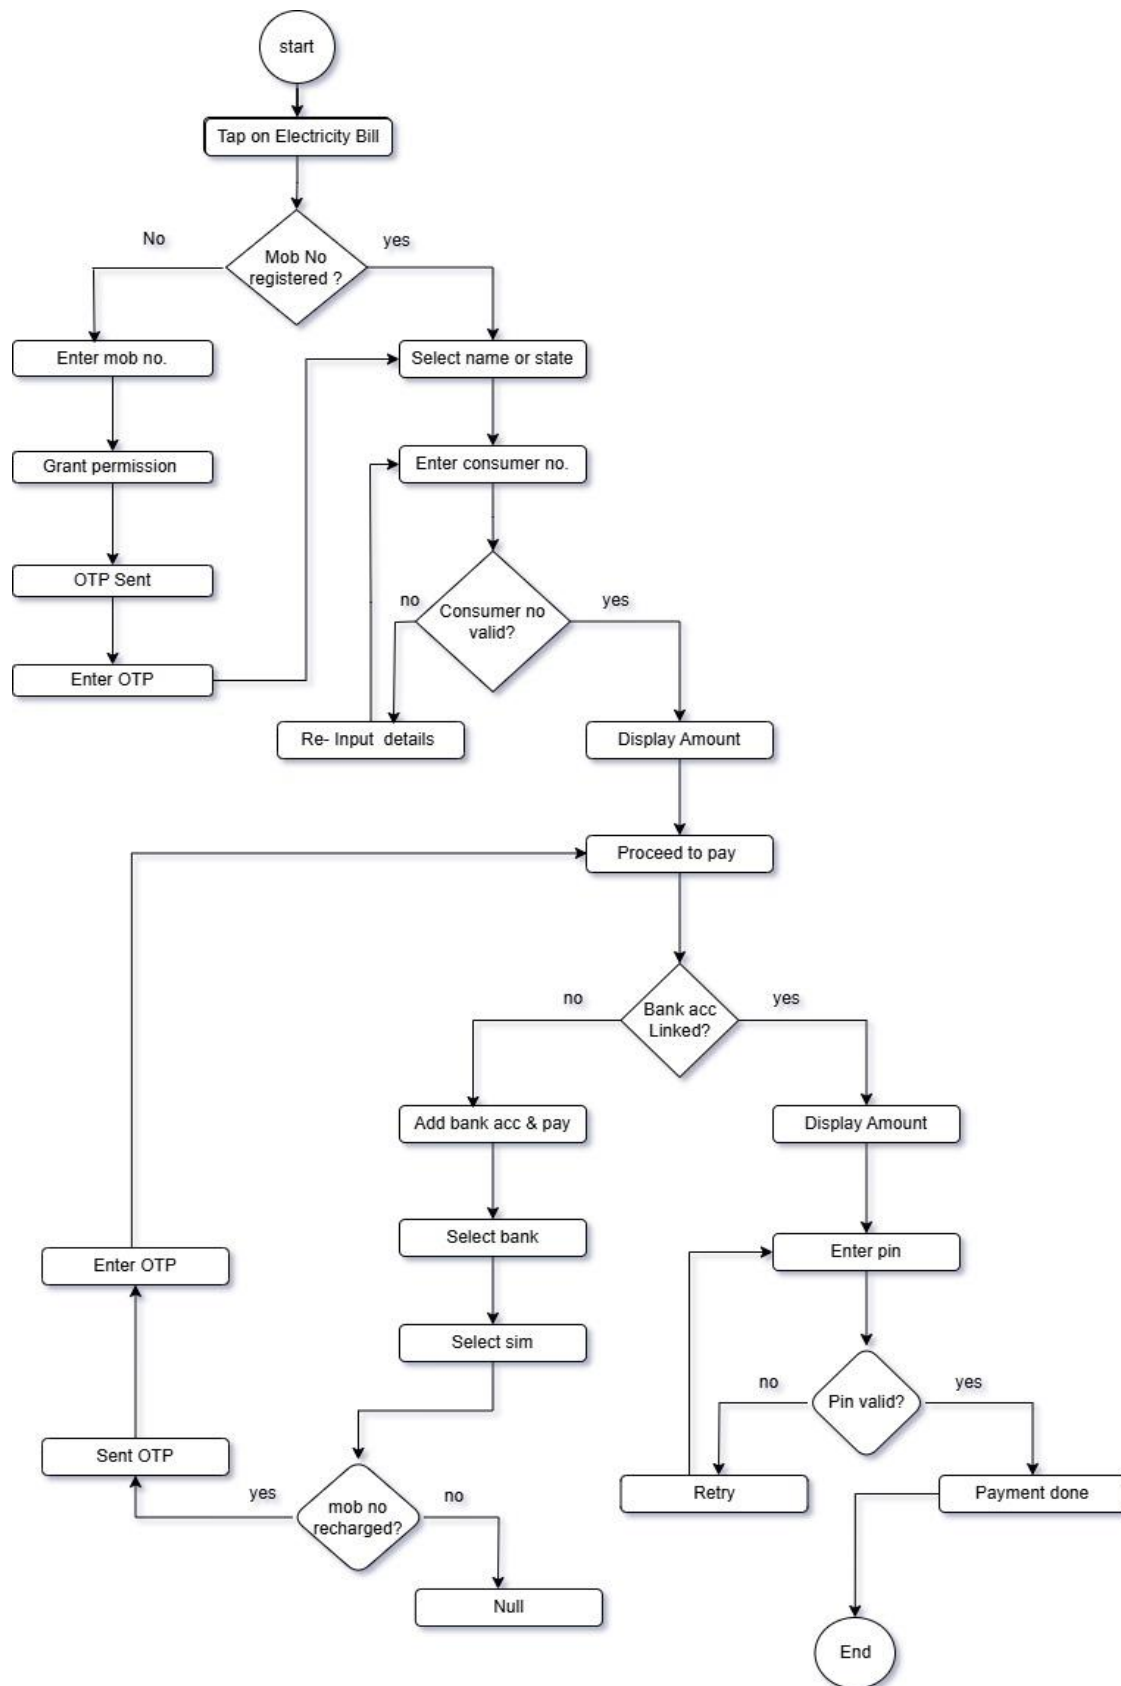 start
Tap on Electricity Bill
No
yes
Mob No
registered ?
Enter mob no.
Select name or state
Grant permission
Enter consumer no.
OTP Sent
no
yes
Consumer no
valid?
Enter OTP
Re- Input  details
Display Amount
Proceed to pay
no
yes
Bank acc
Linked?
Add bank acc & pay
Display Amount
Select bank
Enter pin
Enter OTP
Select sim
no
yes
Pin valid?
Sent OTP
Retry
Payment done
yes
no
mob no
recharged?
Null
End